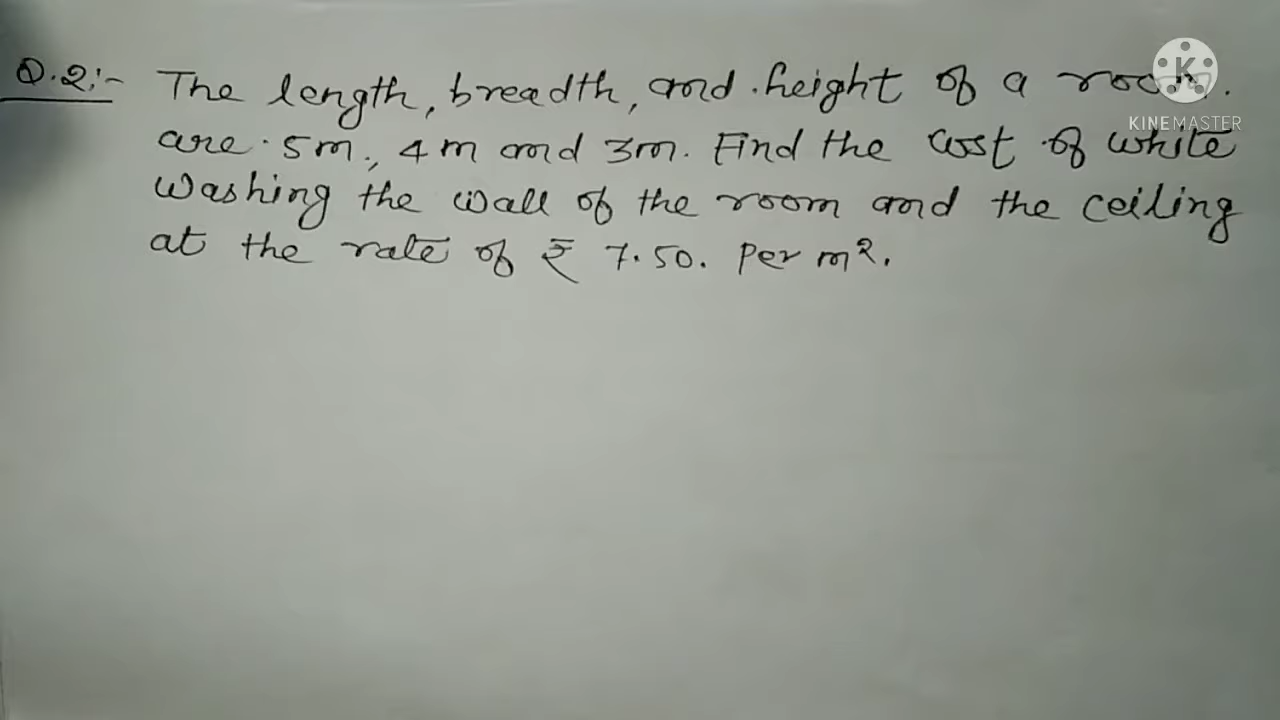 Q.2:- The length, breadth, and height of a room.
are 5m., 4m and 3m. Find the cost of white
washing the wall of the room and the ceiling
at the rate of ₹ 7.50. Per m².
KINEMASTER